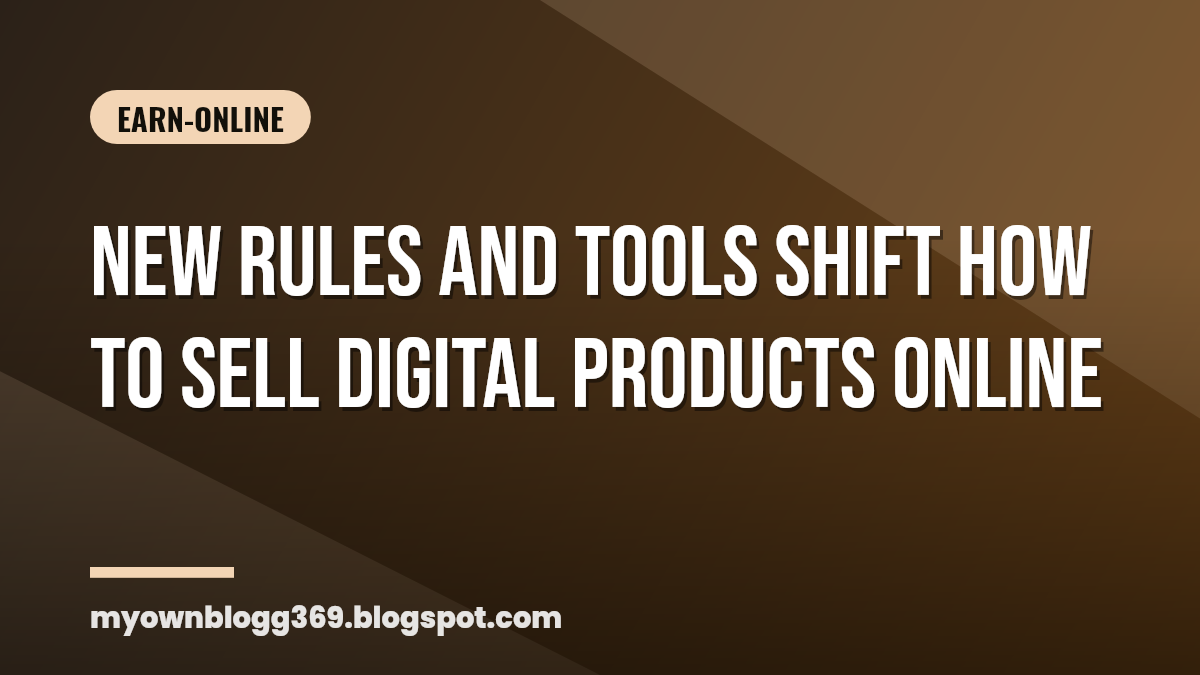 EARN-ONLINE
NEW RULES AND TOOLS SHIFT HOW
TO SELL DIGITAL PRODUCTS ONLINE
myownblogg369.blogspot.com